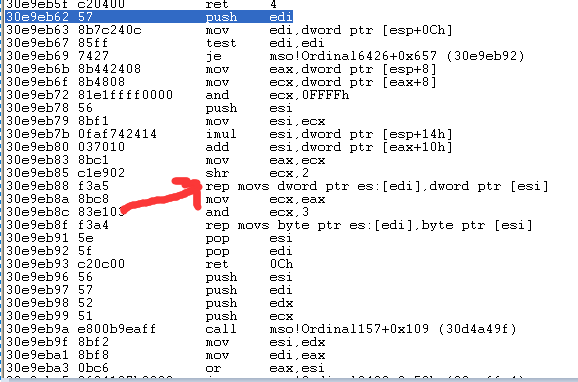 30e9eb5f c20400 ret 4
30e9eb62 57 push edi
30e9eb63 8b7c240c mov edi,dword ptr [esp+0Ch]
30e9eb67 85ff test edi,edi
30e9eb69 7427 je mso!Ordinal6426+0x657 (30e9eb92)
30e9eb6b 8b442408 mov eax,dword ptr [esp+8]
30e9eb6f 8b4808 mov ecx,dword ptr [eax+8]
30e9eb72 81e1ffff0000 and ecx,0FFFFh
30e9eb78 56 push esi
30e9eb79 8bf1 mov esi,ecx
30e9eb7b 0faf742414 imul esi,dword ptr [esp+14h]
30e9eb80 037010 add esi,dword ptr [eax+10h]
30e9eb83 8bc1 mov eax,ecx
30e9eb85 c1e902 shr ecx,2
30e9eb88 f3a5 rep movs dword ptr es:[edi],dword ptr [esi]
30e9eb8a 8bc8 mov ecx,eax
30e9eb8c 83e103 and ecx,3
30e9eb8f f3a4 rep movs byte ptr es:[edi],byte ptr [esi]
30e9eb91 5e pop esi
30e9eb92 5f pop edi
30e9eb93 c20c00 ret 0Ch
30e9eb96 56 push esi
30e9eb97 57 push edi
30e9eb98 52 push edx
30e9eb99 51 push ecx
30e9eb9a e800b9eaff call mso!Ordinal157+0x109 (30d4a49f)
30e9eb9f 8bf2 mov esi,edx
30e9eba1 8bf8 mov edi,eax
30e9eba3 0bc6 or eax,esi